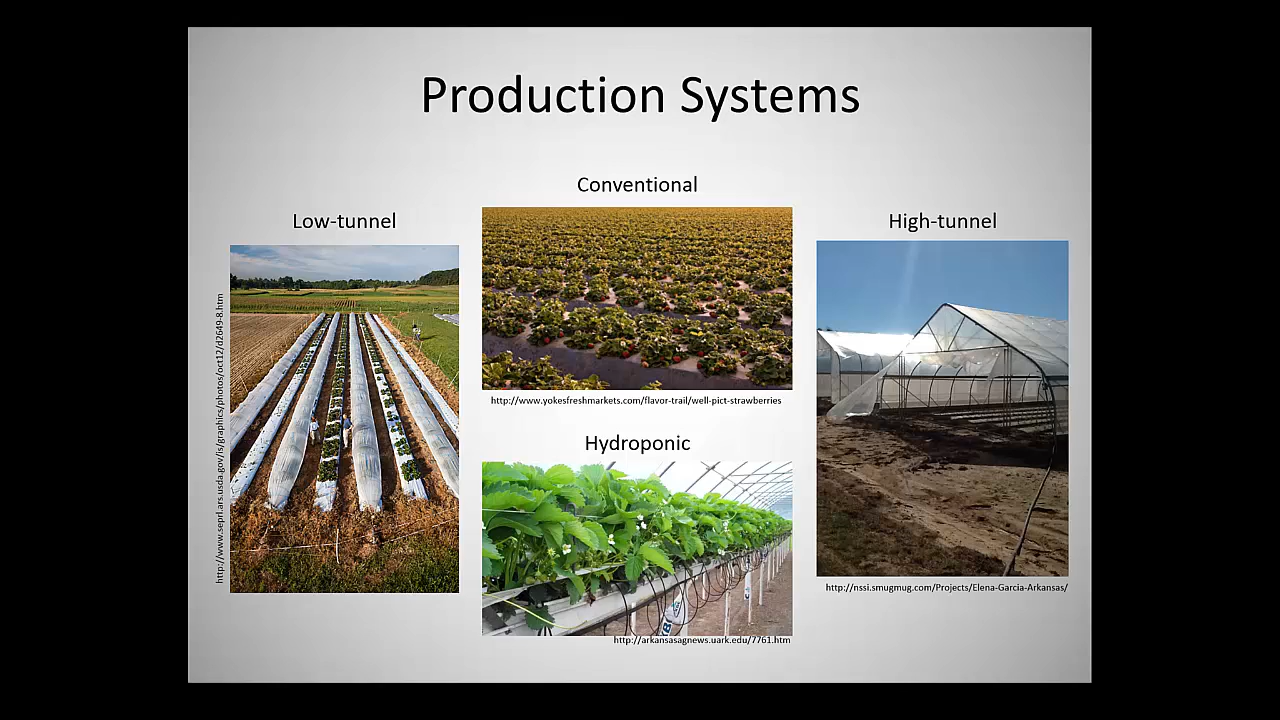 Production Systems
Low-tunnel
http://www.seprl.ars.usda.gov/is/graphics/photos/oct12/d2649-8.htm
Conventional
http://www.yokesfreshmarkets.com/flavor-trail/well-pict-strawberries
Hydroponic
http://arkansasagnews.uark.edu/7761.htm
High-tunnel
http://nssi.smugmug.com/Projects/Elena-Garcia-Arkansas/